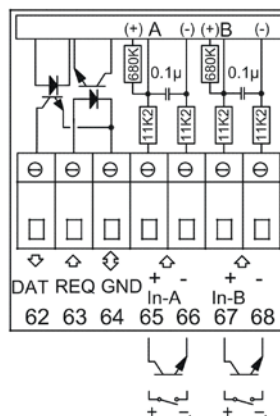 (+) A (-) (+) B (-)
680K 680K
0.1µ 0.1µ
11K2 11K2 11K2 11K2
DAT REQ GND + - + -
In-A In-B
62 63 64 65 66 67 68
+ - + -